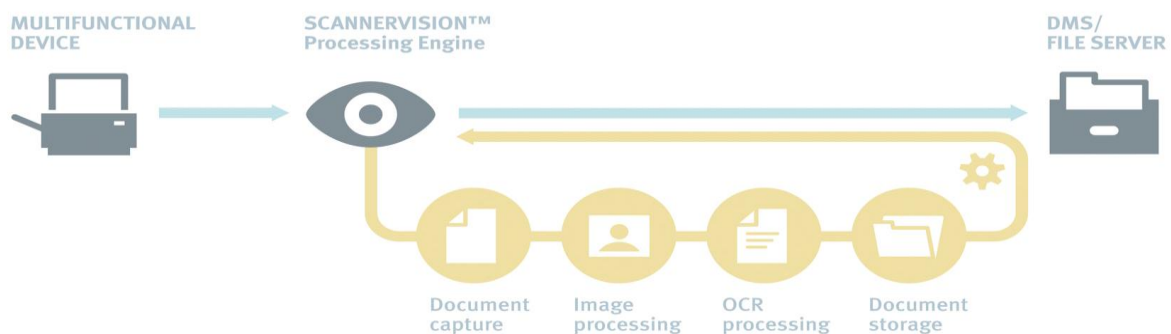 MULTIFUNCTIONAL
DEVICE
SCANNERVISION™
Processing Engine
DMS/
FILE SERVER
Document
capture
Image
processing
OCR
processing
Document
storage